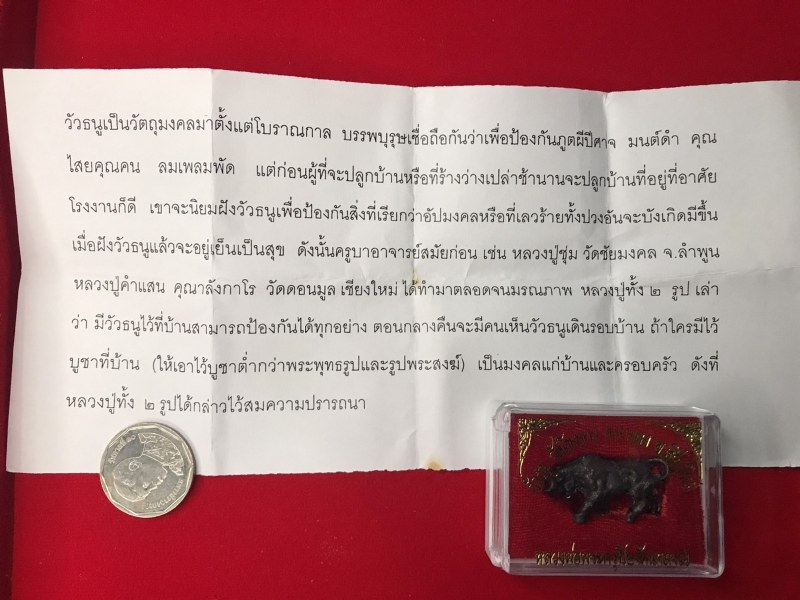 วัวธนูเป็นวัตถุมงคลมาตั้งแต่โบราณกาล บรรพบุรุษเชื่อถือกันว่าเพื่อป้องกันภูตผีปีศาจ มนต์ดำ คุณ
ไสยคุณคน ลมเพลมพัด แต่ก่อนผู้ที่จะปลูกบ้านหรือที่ร้างว่างเปล่าช้านานจะปลูกบ้านที่อยู่ที่อาศัย
โรงงานก็ดี เขาจะนิยมฝังวัวธนูเพื่อป้องกันสิ่งที่เรียกว่าอัปมงคลหรือที่เลวร้ายทั้งปวงอันจะบังเกิดมีขึ้น
เมื่อฝังวัวธนูแล้วจะอยู่เย็นเป็นสุข ดังนั้นครูบาอาจารย์สมัยก่อน เช่น หลวงปู่ชุ่ม วัดชัยมงคล จ.ลำพูน
หลวงปู่คำแสน คุณาลังกาโร วัดดอนมูล เชียงใหม่ ได้ทำมาตลอดจนมรณภาพ หลวงปู่ทั้ง ๒ รูป เล่า
ว่า มีวัวธนูไว้ที่บ้านสามารถป้องกันได้ทุกอย่าง ตอนกลางคืนจะมีคนเห็นวัวธนูเดินรอบบ้าน ถ้าใครมีไว้
บูชาที่บ้าน (ให้เอาไว้บูชาต่ำกว่าพระพุทธรูปและรูปพระสงฆ์) เป็นมงคลแก่บ้านและครอบครัว ดังที่
หลวงปู่ทั้ง ๒ รูปได้กล่าวไว้สมความปรารถนา